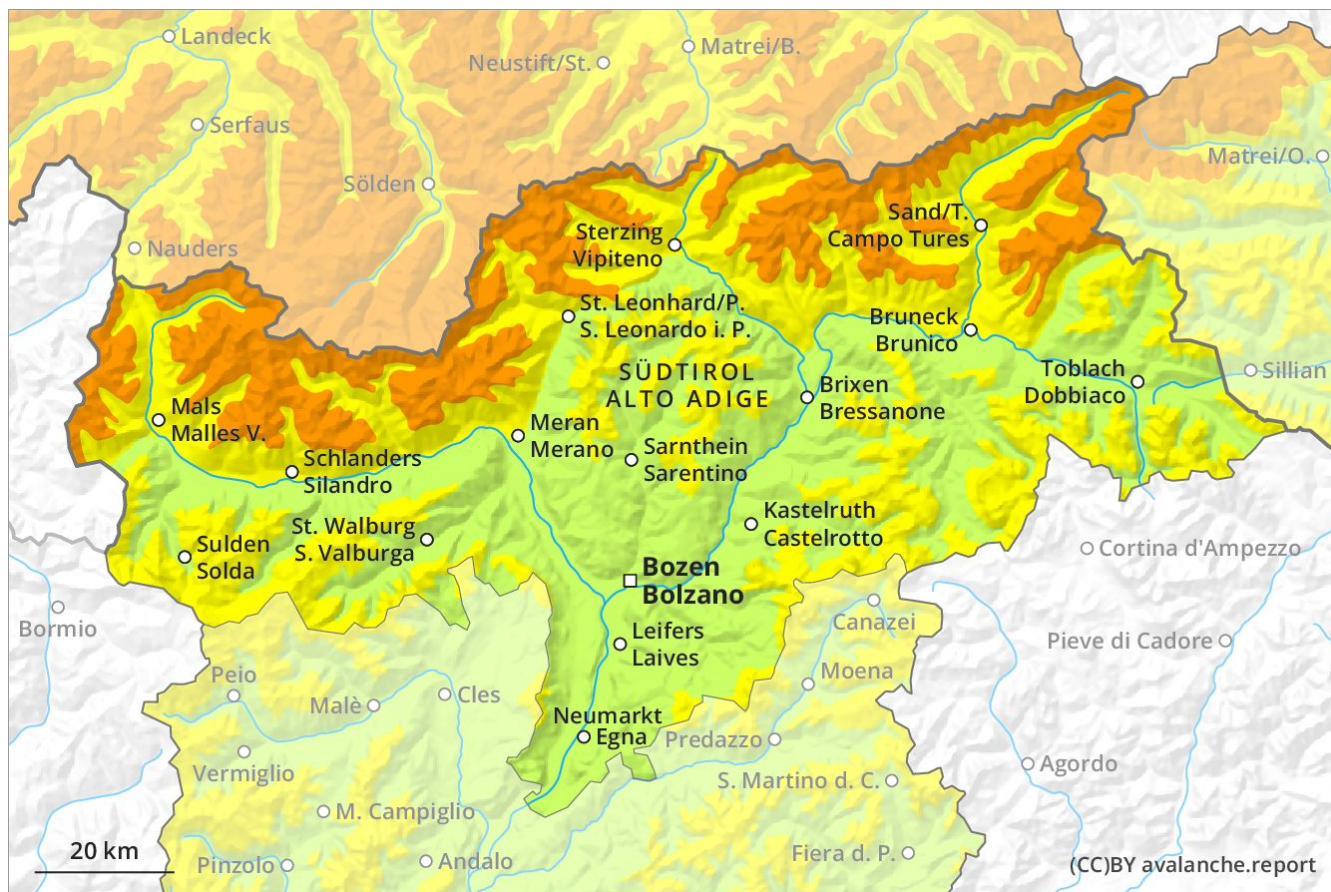 Landeck
Matrei/B.
Neustift/St.
Serfaus
Matrei/O.
Sölden
Nauders
Sand/T.
Campo Tures
Sterzing
Vipiteno
St. Leonhard/P.
S. Leonardo i. P.
Bruneck
Brunico
SÜDTIROL
ALTO ADIGE
Toblach
Dobbiaco
Sillian
Brixen
Bressanone
Mals
Malles V.
Meran
Merano
Sarnthein
Sarentino
Schlanders
Silandro
Kastelruth
Castelrotto
St. Walburg
S. Valburga
Sulden
Solda
Cortina d'Ampezzo
Bozen
Bolzano
Bormio
Canazei
Leifers
Laives
Pieve di Cadore
Peio
Moena
Malè
Cles
Neumarkt
Egna
Predazzo
Vermiglio
Agordo
S. Martino d. C.
M. Campiglio
20 km
Pinzolo
Andalo
Fiera d. P.
(CC)BY avalanche.report